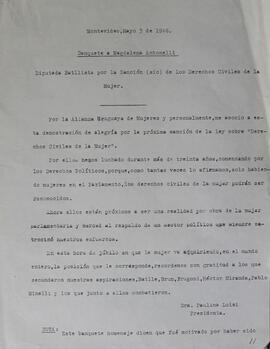 Montevideo, Mayo 3 de 1946.
Banquete a Magdalena Antonelli
Diputada Batllista por la Sanción (sic) de los Derechos Civiles de la
Mujer.
Por la Alianza Uruguaya de Mujeres y personalmente, me asocio a es-
ta demostración de alegría por la próxima sanción de la ley sobre "Dere-
chos Civiles de la Mujer".
Por ellos hemos luchado durante más de treinta años, comenzando por
los Derechos Políticos, porque, como tantas veces lo afirmamos, solo habien-
do mujeres en el Parlamento, los derechos civiles de la mujer podrán ser
reconocidos.
Ahora ellos están próximos a ser una realidad por obra de la mujer
parlamentaria y merced al respaldo de un sector político que siempre pa-
trocinó nuestros esfuerzos.
En esta hora de júbilo en que la mujer va adquiriendo, en el mundo
entero, la posición que le corresponde, recordemos con gratitud a los que
secundaron nuestras aspiraciones, Batlle, Brum, Frugoni, Héctor Miranda, Pablo
Minelli y los que junto a ellos combatieron.
Dra. Paulina Luisi
Presidenta.
NOTA: Este banquete homenaje dicen que fué motivado por haber sido
11